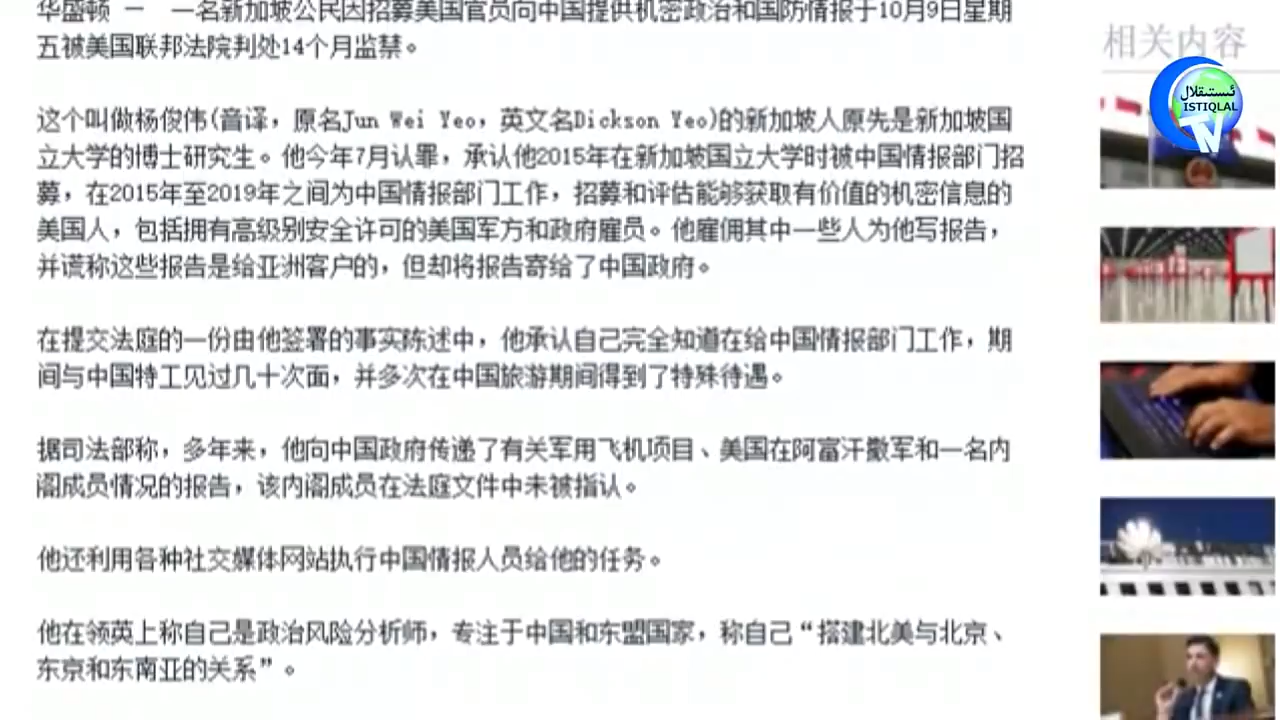 华盛顿 — 一名新加坡公民因招募美国官员向中国提供机密政治和国防情报于10月9日星期
五被美国联邦法院判处14个月监禁。
这个叫做杨俊伟(音译，原名Jun Wei Yeo，英文名Dickson Yeo)的新加坡人原先是新加坡国
立大学的博士研究生。他今年7月认罪，承认他2015年在新加坡国立大学时被中国情报部门招
募，在2015年至2019年之间为中国情报部门工作，招募和评估能够获取有价值的机密信息的
美国人，包括拥有高级别安全许可的美国军方和政府雇员。他雇佣其中一些人为他写报告，
并谎称这些报告是给亚洲客户的，但却将报告寄给了中国政府。
在提交法庭的一份由他签署的事实陈述中，他承认自己完全知道在给中国情报部门工作，期
间与中国特工见过几十次面，并多次在中国旅游期间得到了特殊待遇。
据司法部称，多年来，他向中国政府传递了有关军用飞机项目、美国在阿富汗撤军和一名内
阁成员情况的报告，该内阁成员在法庭文件中未被指认。
他还利用各种社交媒体网站执行中国情报人员给他的任务。
他在领英上称自己是政治风险分析师，专注于中国和东盟国家，称自己“搭建北美与北京、
东京和东南亚的关系”。
相关内容
ئىستىقلال
ISTIQLAL
TV